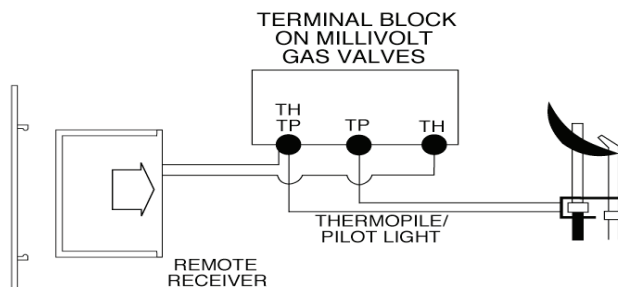 TERMINAL BLOCK
ON MILLIVOLT
GAS VALVES
TH
TP
TP
TH
THERMOPILE/
PILOT LIGHT
REMOTE
RECEIVER